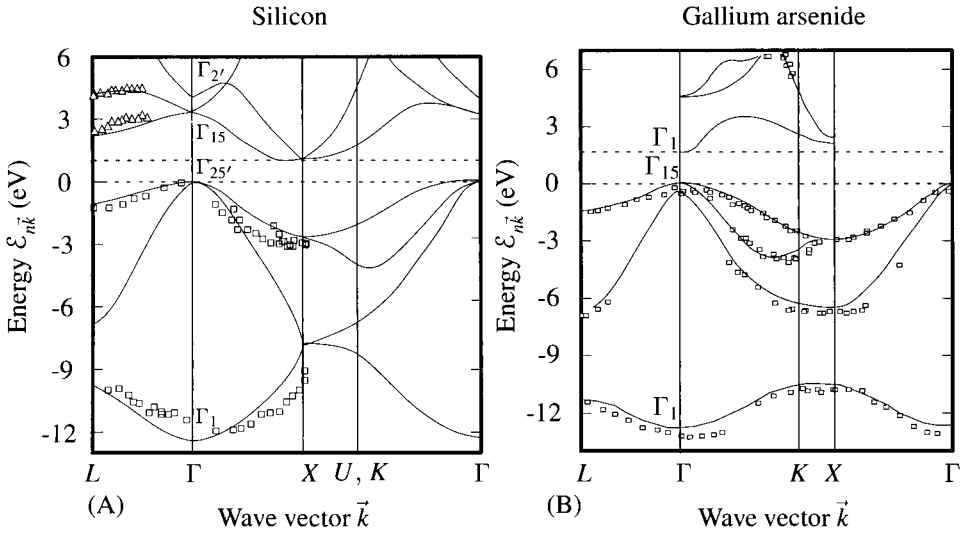 Silicon
Gallium arsenide
Energy ℰₙₖ⃗ (eV)
6
3
0
-3
-6
-9
-12
Γ₂′
Γ₁₅
Γ₂₅′
Γ₁
L Γ X U, K Γ
(A)
Wave vector k⃗
Energy ℰₙₖ⃗ (eV)
6
3
0
-3
-6
-9
-12
Γ₁
Γ₁₅
Γ₁
L Γ K X Γ
(B)
Wave vector k⃗